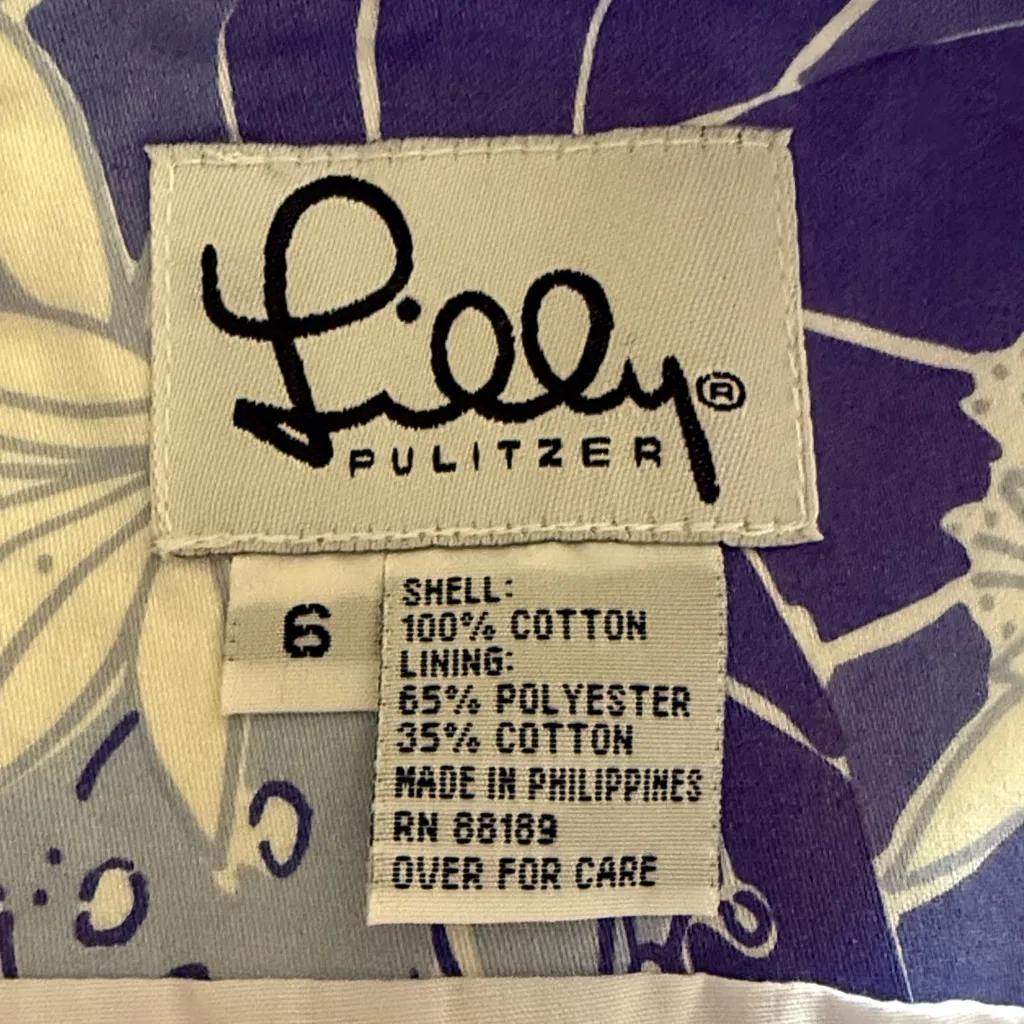 Lilly®
PULITZER
6
SHELL:
100% COTTON
LINING:
65% POLYESTER
35% COTTON
MADE IN PHILIPPINES
RN 88189
OVER FOR CARE